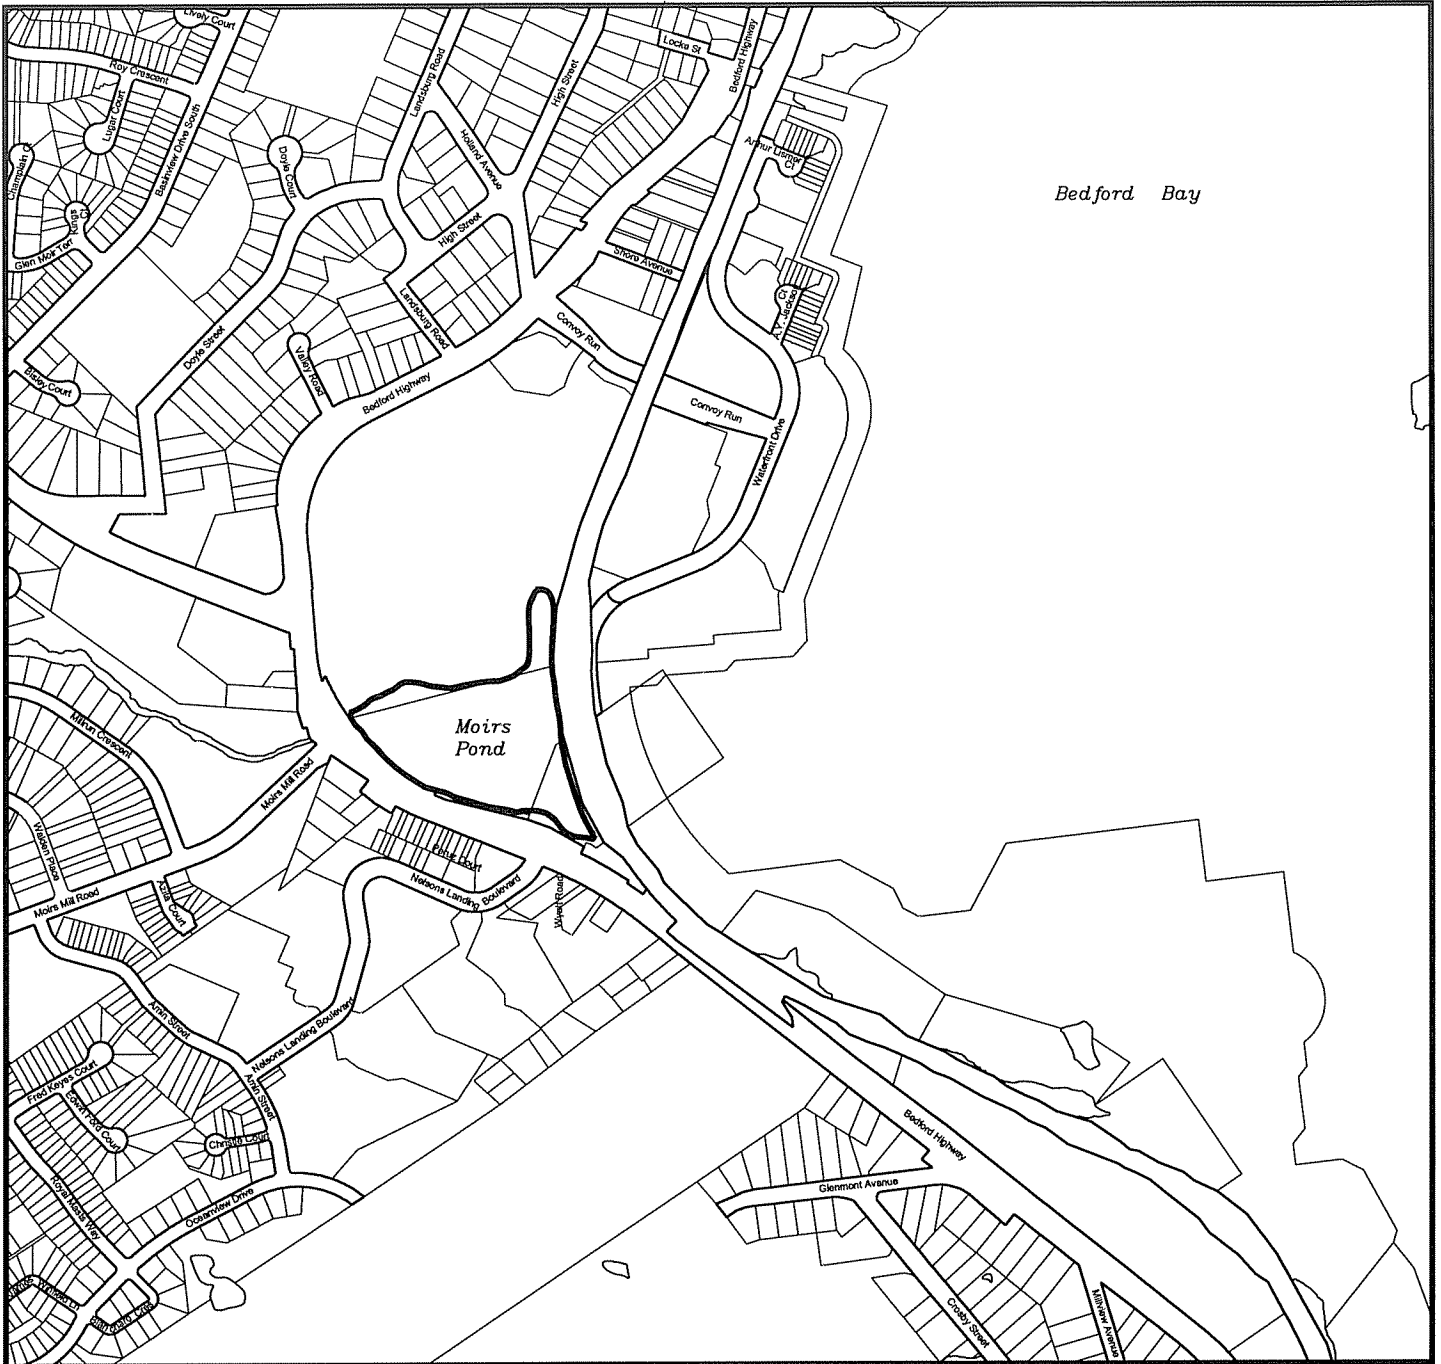 Lively Court
Roy Crescent
Lugar Court
Basinview Drive South
Champlain Ct
Kings Ct
Glen Moir Terr
Bisley Court
Doyle Court
Doyle Street
Valley Road
Landsburg Road
Holland Avenue
High Street
High Street
Landsburg Road
Bedford Highway
Locke St
Bedford Highway
Arthur Lismer
Ct
Shore Avenue
A.Y. Jackson
Ct
Convoy Run
Convoy Run
Waterfront Drive
Bedford Bay
Moirs
Pond
Millrun Crescent
Moirs Mill Road
Walden Place
Moirs Mill Road
Azita Court
Nelsons Landing Boulevard
Wyatt Road
Amin Street
Nelsons Landing Boulevard
Amin Street
Fred Keyes Court
Edwin Ford Court
Christie Court
Royal Masts Way
Oceanview Drive
Bedford Highway
Glenmont Avenue
Crosby Street
Millview Avenue